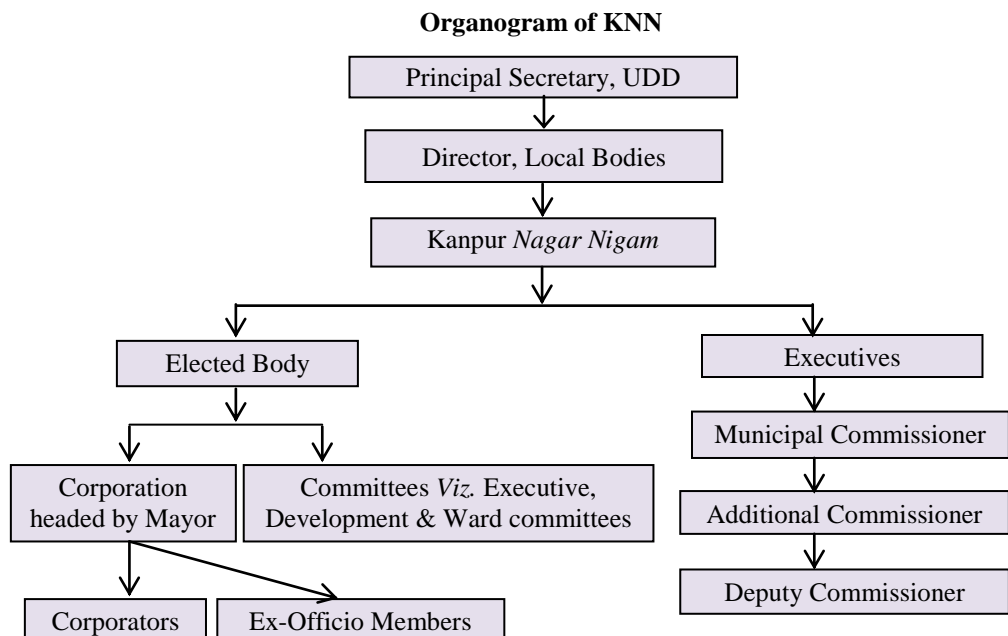 Organogram of KNN
Principal Secretary, UDD
Director, Local Bodies
Kanpur Nagar Nigam
Elected Body
Executives
Municipal Commissioner
Corporation
headed by Mayor
Committees Viz. Executive,
Development & Ward committees
Additional Commissioner
Deputy Commissioner
Corporators
Ex-Officio Members